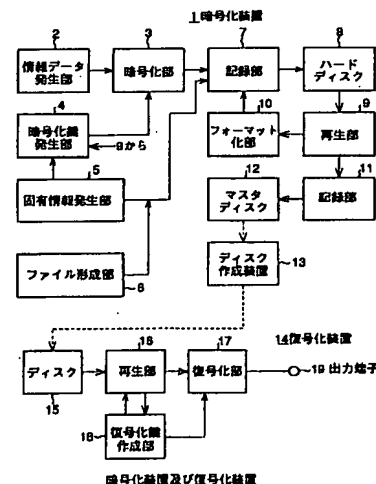 1 暗号化装置
2
3
7
8
情報データ
発生部
暗号化部
記録部
ハード
ディスク
4
10
9
暗号化鍵
発生部
9から
フォーマット
化部
再生部
5
12
11
固有情報発生部
マスタ
ディスク
記録部
ファイル形成部
6
ディスク
作成装置
13
16
17
14復号化装置
ディスク
再生部
復号化部
19 出力端子
15
18
復号化鍵
作成部
暗号化装置及び復号化装置